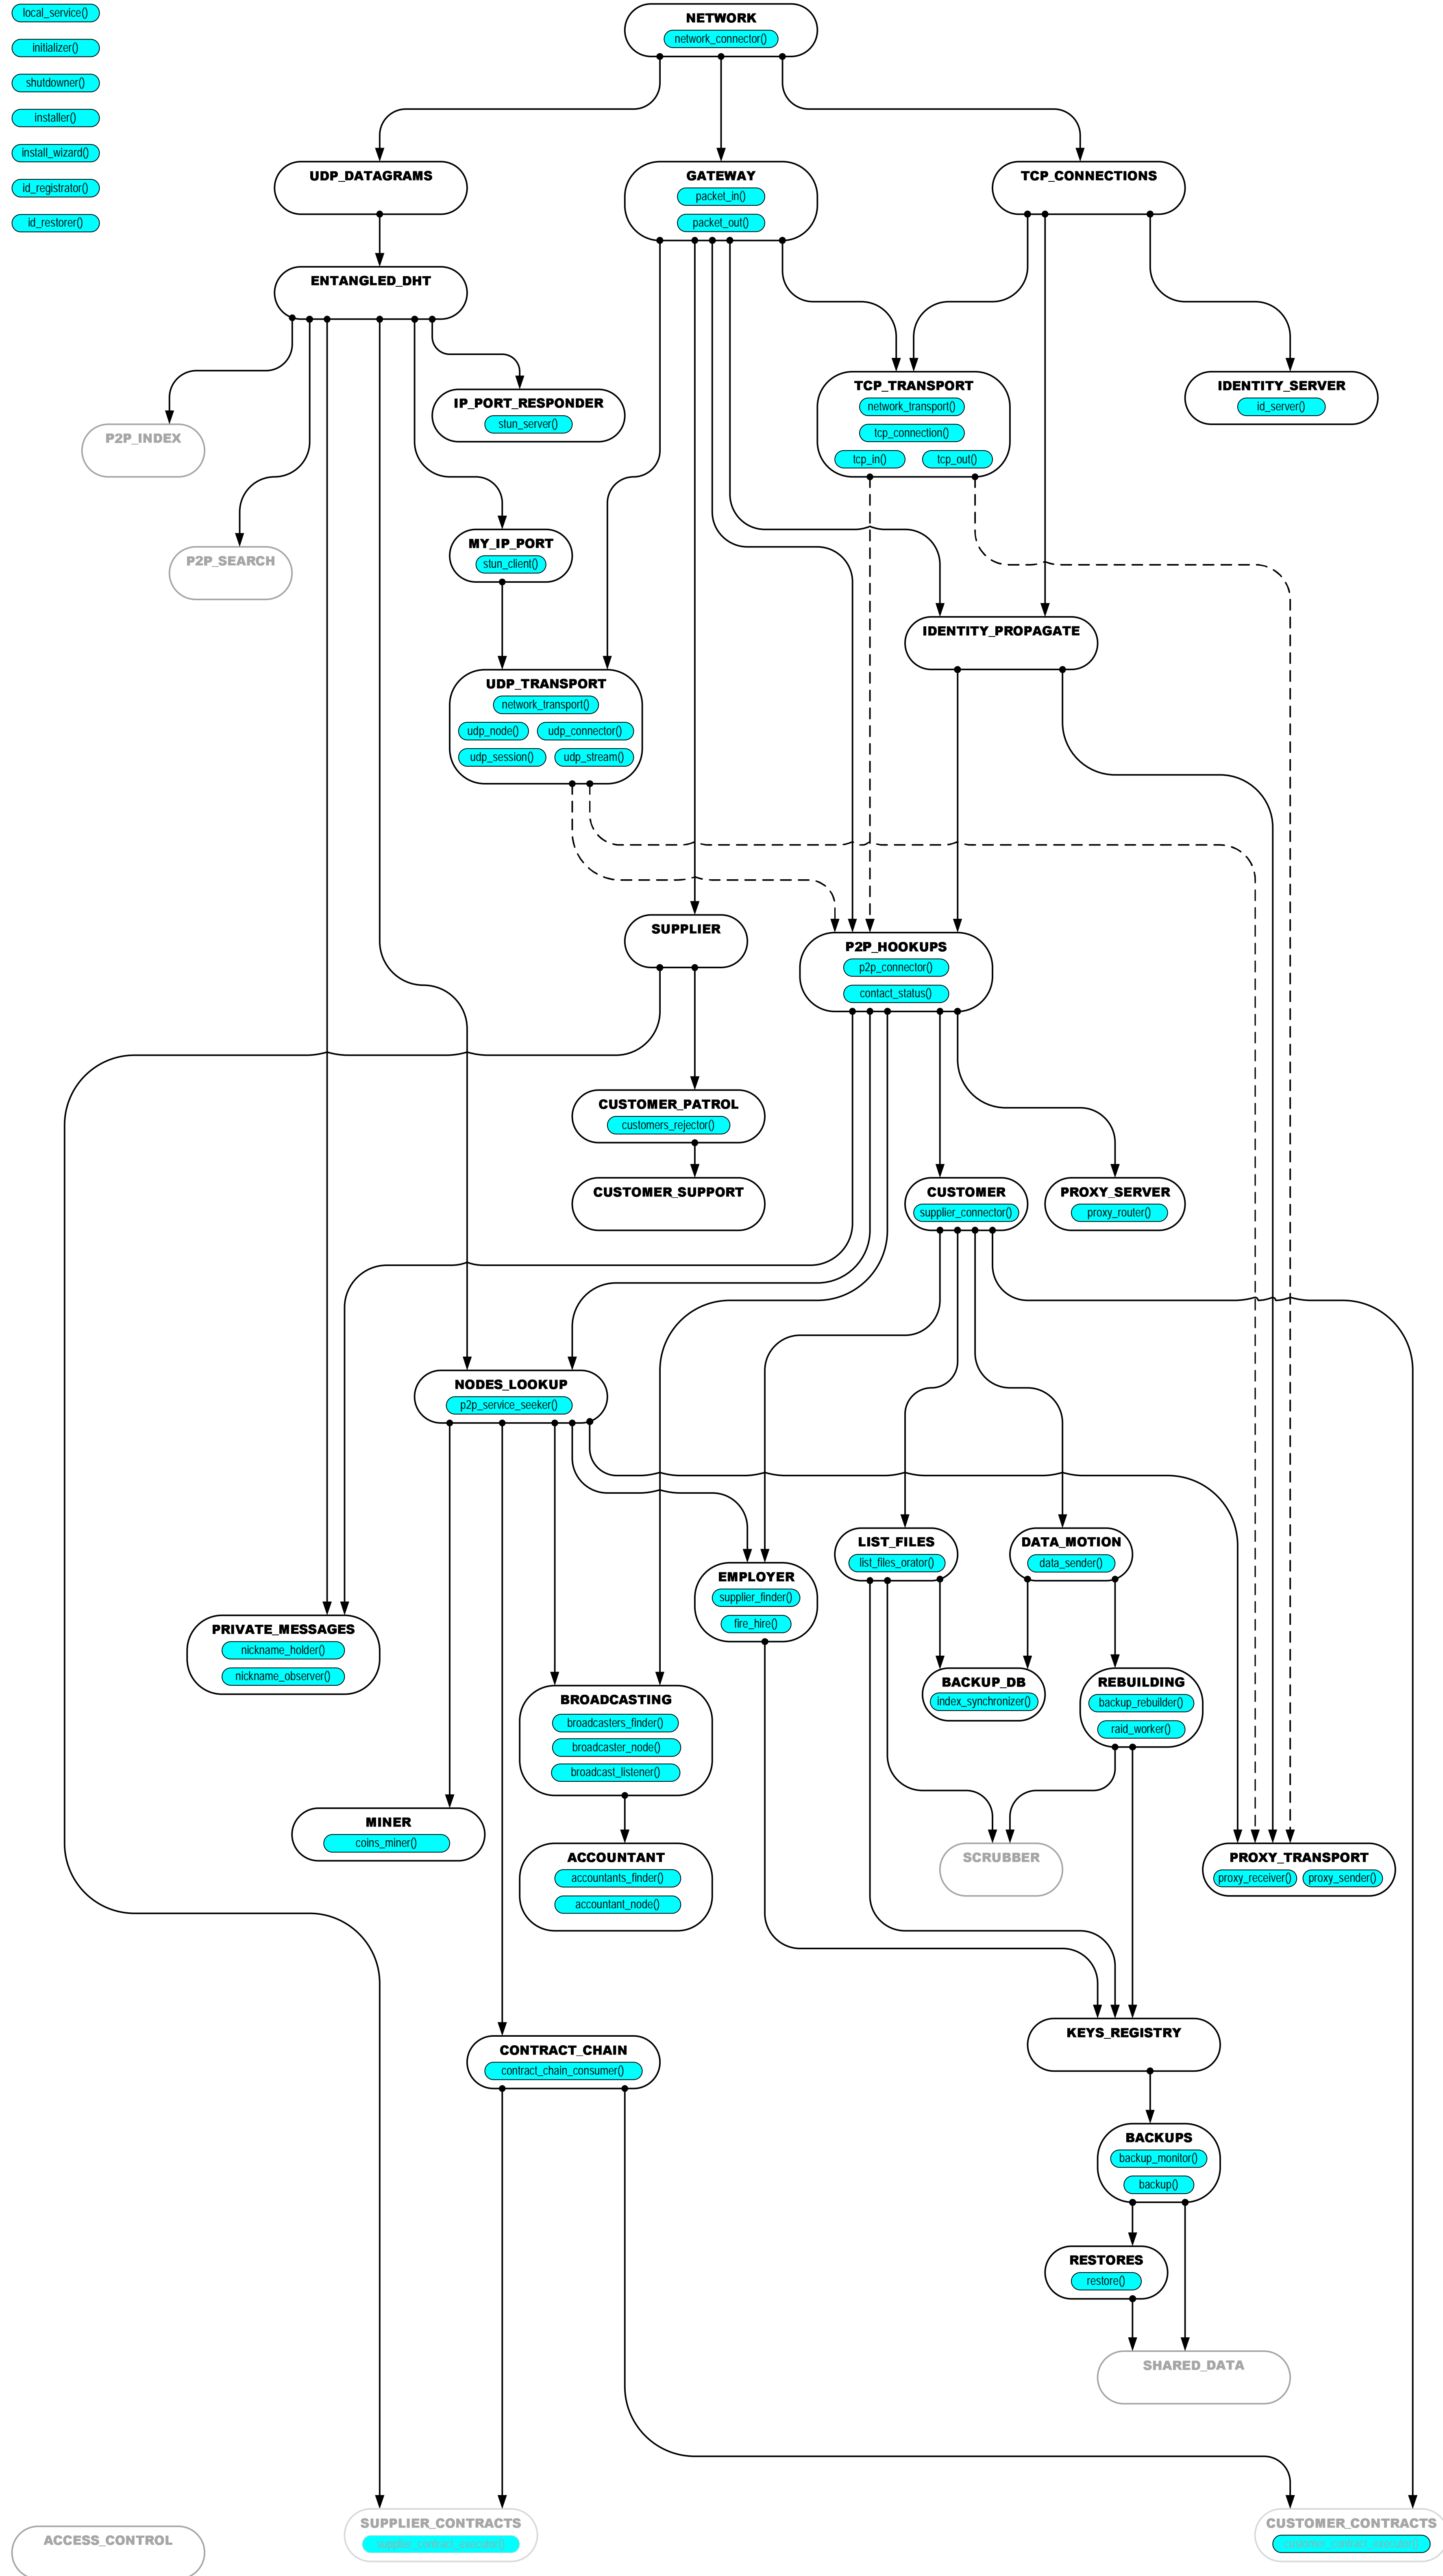 local_service()
initializer()
shutdowner()
installer()
install_wizard()
id_registrator()
id_restorer()
NETWORK
network_connector()
UDP_DATAGRAMS
GATEWAY
packet_in()
packet_out()
TCP_CONNECTIONS
ENTANGLED_DHT
IP_PORT_RESPONDER
stun_server()
TCP_TRANSPORT
network_transport()
tcp_connection()
tcp_in()
tcp_out()
IDENTITY_SERVER
id_server()
P2P_INDEX
P2P_SEARCH
MY_IP_PORT
stun_client()
IDENTITY_PROPAGATE
UDP_TRANSPORT
network_transport()
udp_node()
udp_connector()
udp_session()
udp_stream()
SUPPLIER
P2P_HOOKUPS
p2p_connector()
contact_status()
CUSTOMER_PATROL
customers_rejector()
CUSTOMER_SUPPORT
CUSTOMER
supplier_connector()
PROXY_SERVER
proxy_router()
NODES_LOOKUP
p2p_service_seeker()
LIST_FILES
list_files_orator()
DATA_MOTION
data_sender()
EMPLOYER
supplier_finder()
fire_hire()
PRIVATE_MESSAGES
nickname_holder()
nickname_observer()
BACKUP_DB
index_synchronizer()
REBUILDING
backup_rebuilder()
raid_worker()
BROADCASTING
broadcasters_finder()
broadcaster_node()
broadcast_listener()
MINER
coins_miner()
ACCOUNTANT
accountants_finder()
accountant_node()
SCRUBBER
PROXY_TRANSPORT
proxy_receiver()
proxy_sender()
KEYS_REGISTRY
CONTRACT_CHAIN
contract_chain_consumer()
BACKUPS
backup_monitor()
backup()
RESTORES
restore()
SHARED_DATA
SUPPLIER_CONTRACTS
supplier_contract_executor()
CUSTOMER_CONTRACTS
customer_contract_executor()
ACCESS_CONTROL